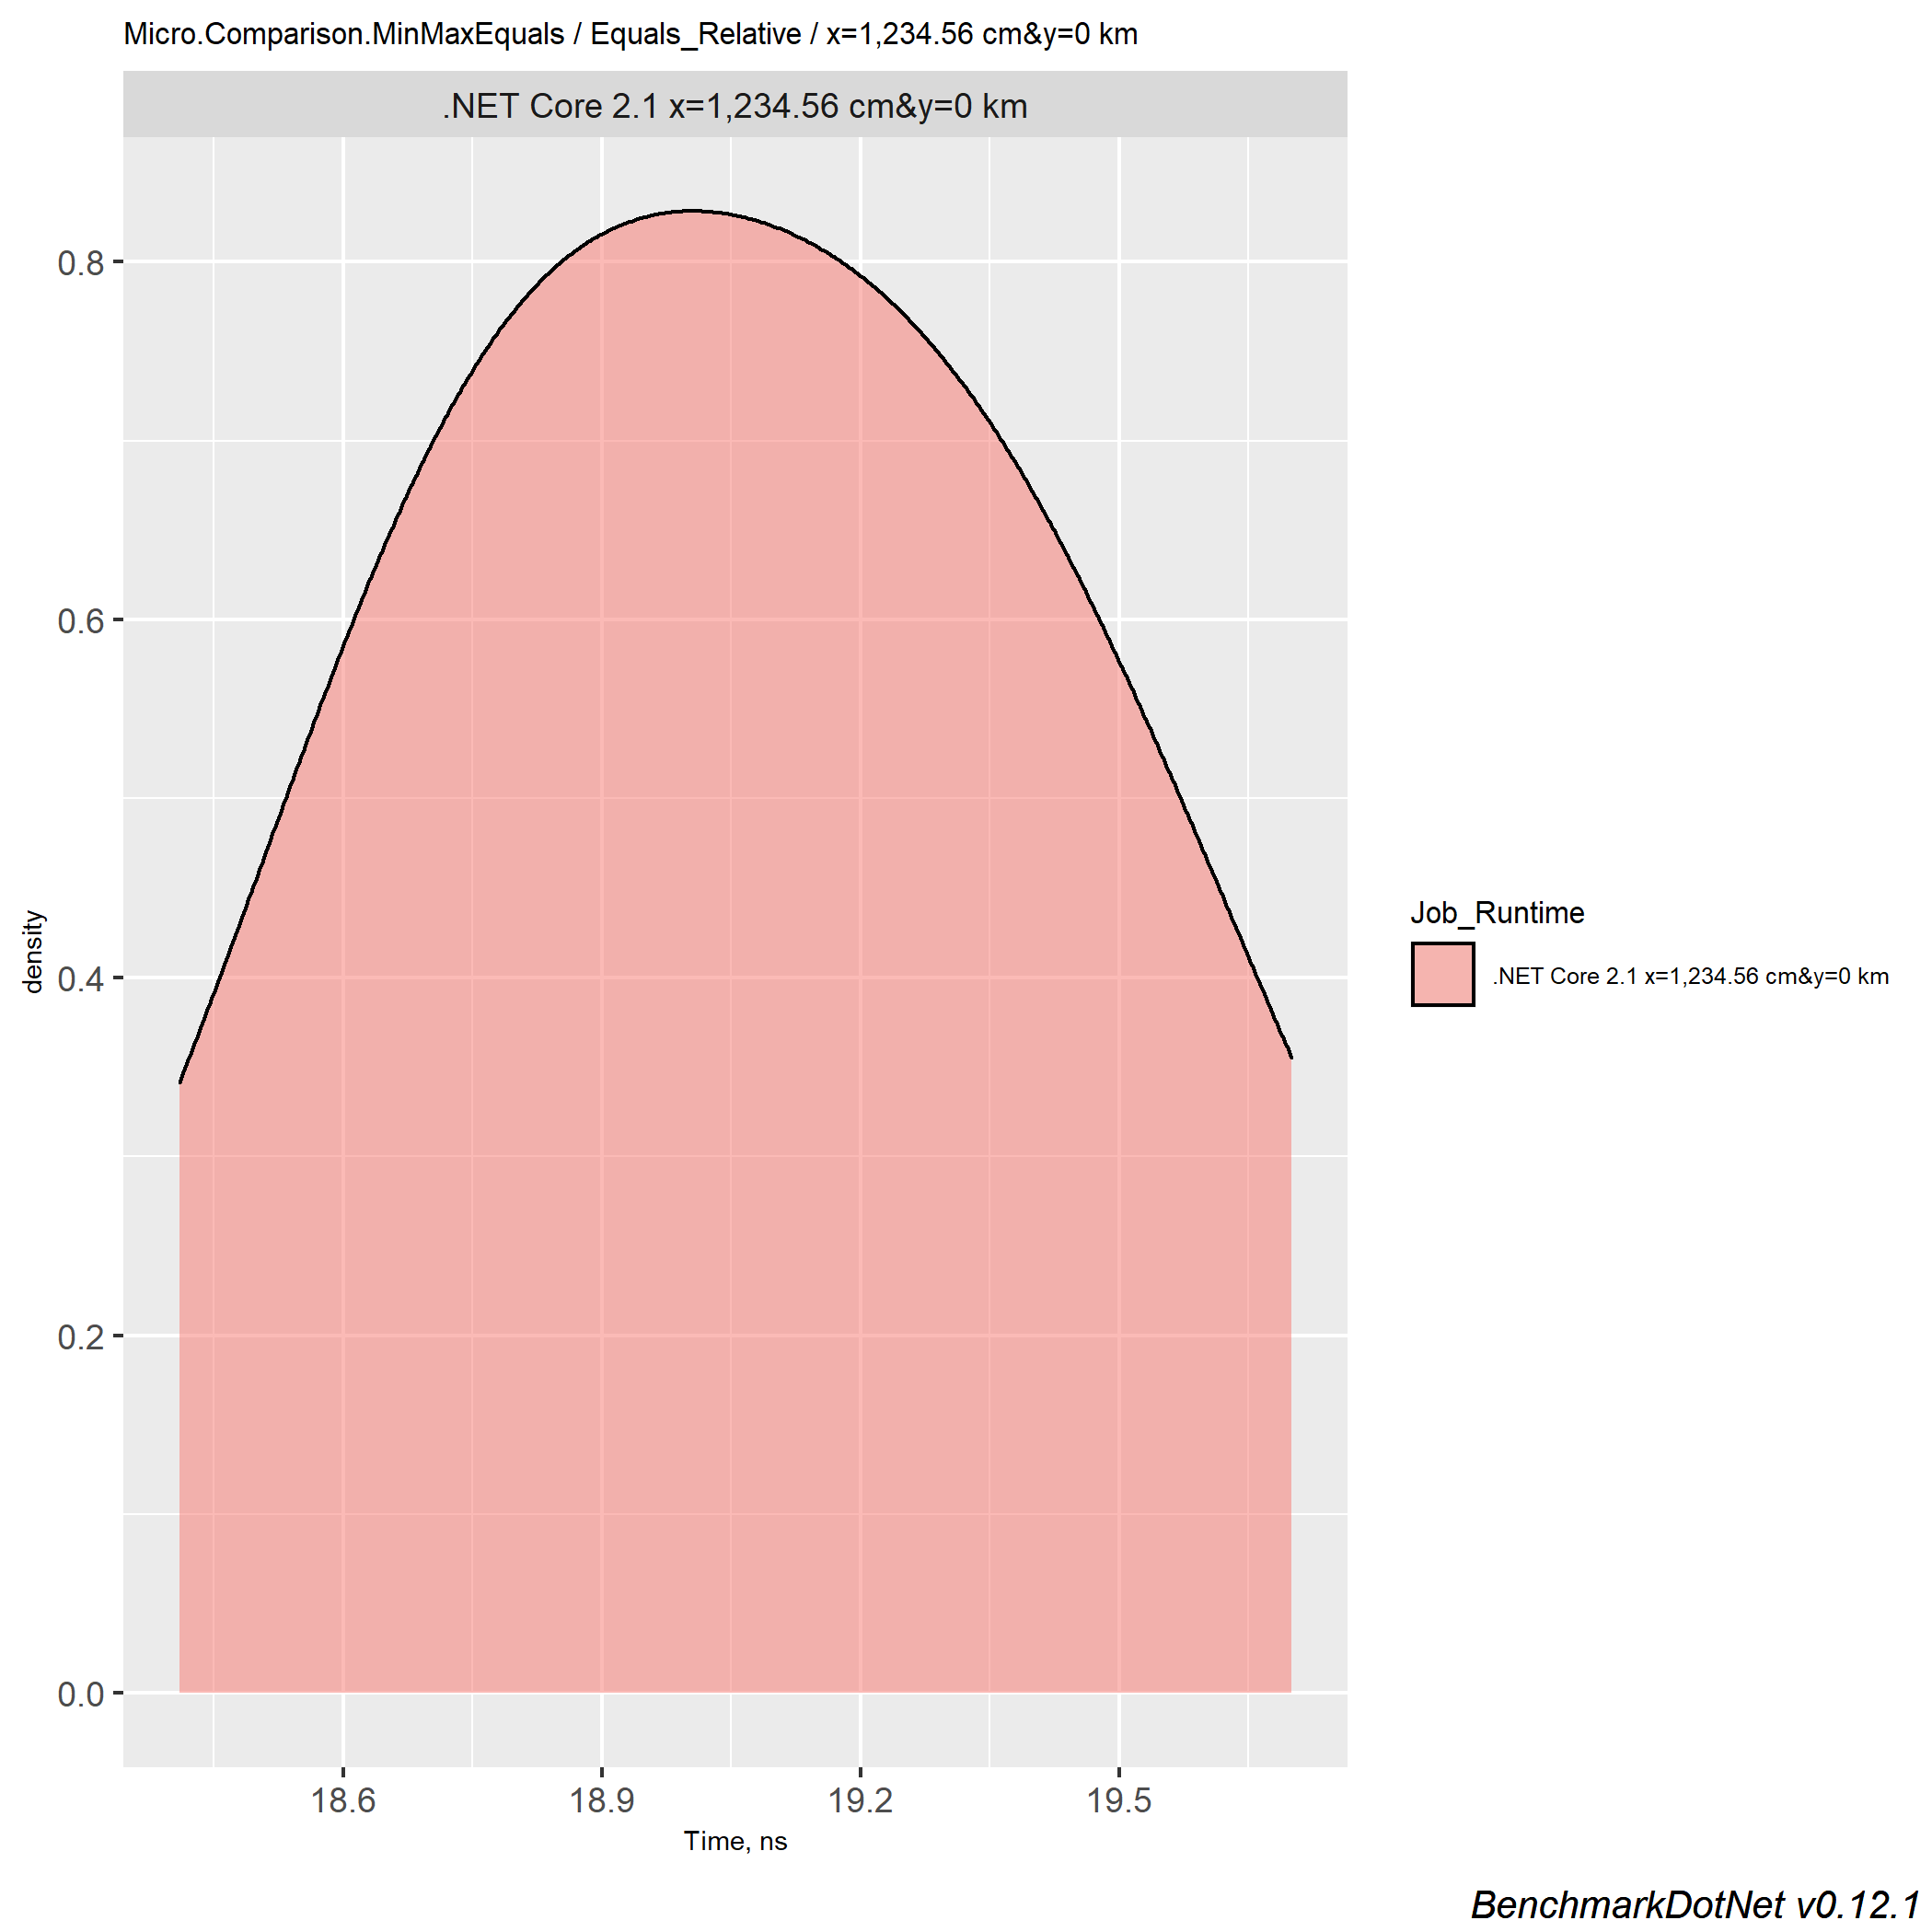 Micro.Comparison.MinMaxEquals / Equals_Relative / x=1,234.56 cm&y=0 km
.NET Core 2.1 x=1,234.56 cm&y=0 km
0.8
0.6
0.4
0.2
0.0
density
18.6 18.9 19.2 19.5
Time, ns
Job_Runtime
.NET Core 2.1 x=1,234.56 cm&y=0 km
BenchmarkDotNet v0.12.1